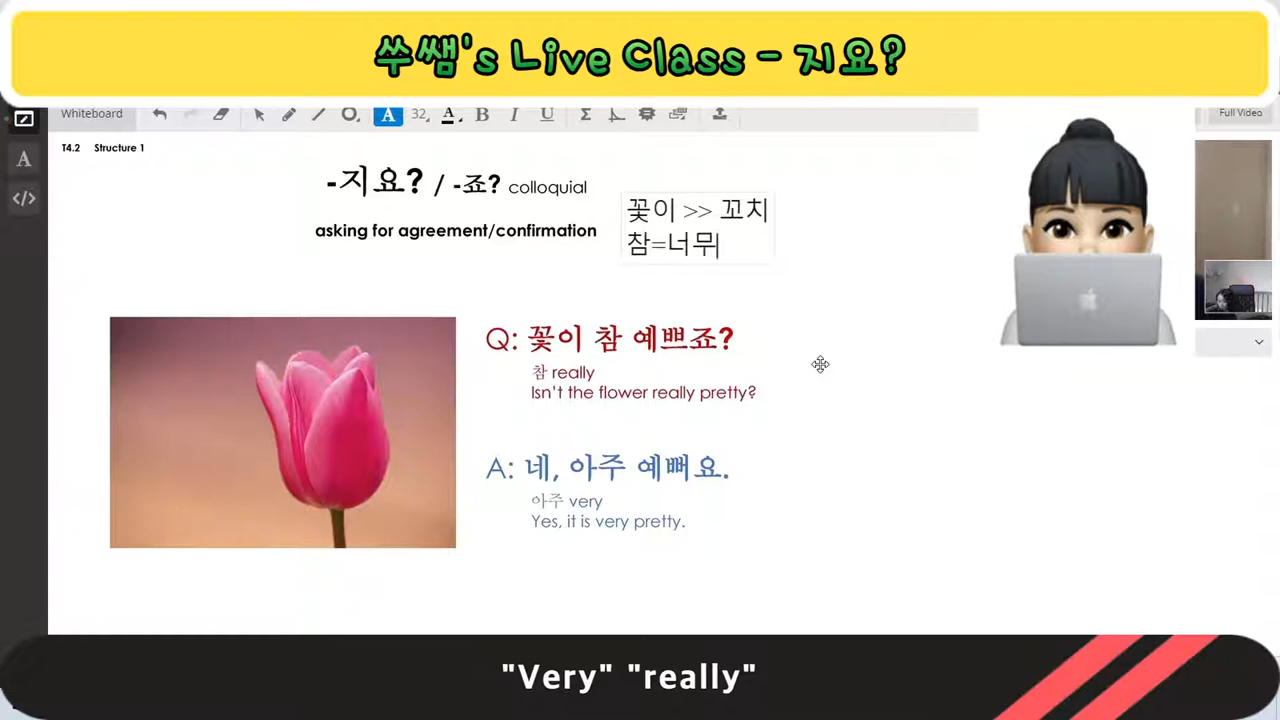 쑤쌤's Live Class - 지요?
Whiteboard
32
A
B
I
U
Σ
Full Video
T4.2 Structure 1
-지요? / -죠? colloquial
asking for agreement/confirmation
꽃이 >> 꼬치
참=너무
Q: 꽃이 참 예쁘죠?
참 really
Isn't the flower really pretty?
A: 네, 아주 예뻐요.
아주 very
Yes, it is very pretty.
"Very" "really"